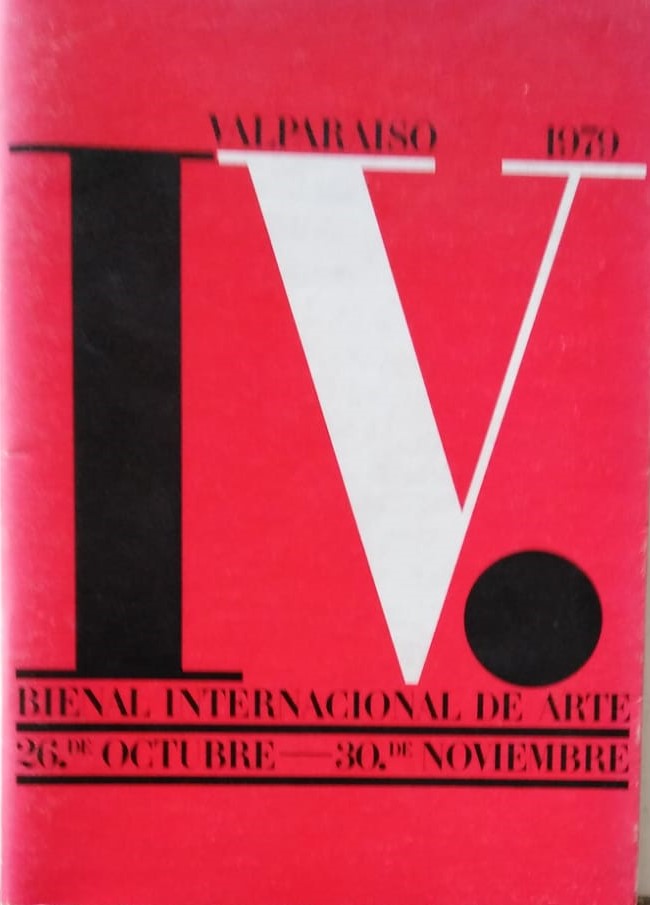 VALPARAISO 1979
IV.
BIENAL INTERNACIONAL DE ARTE
26.DE OCTUBRE — 30.DE NOVIEMBRE